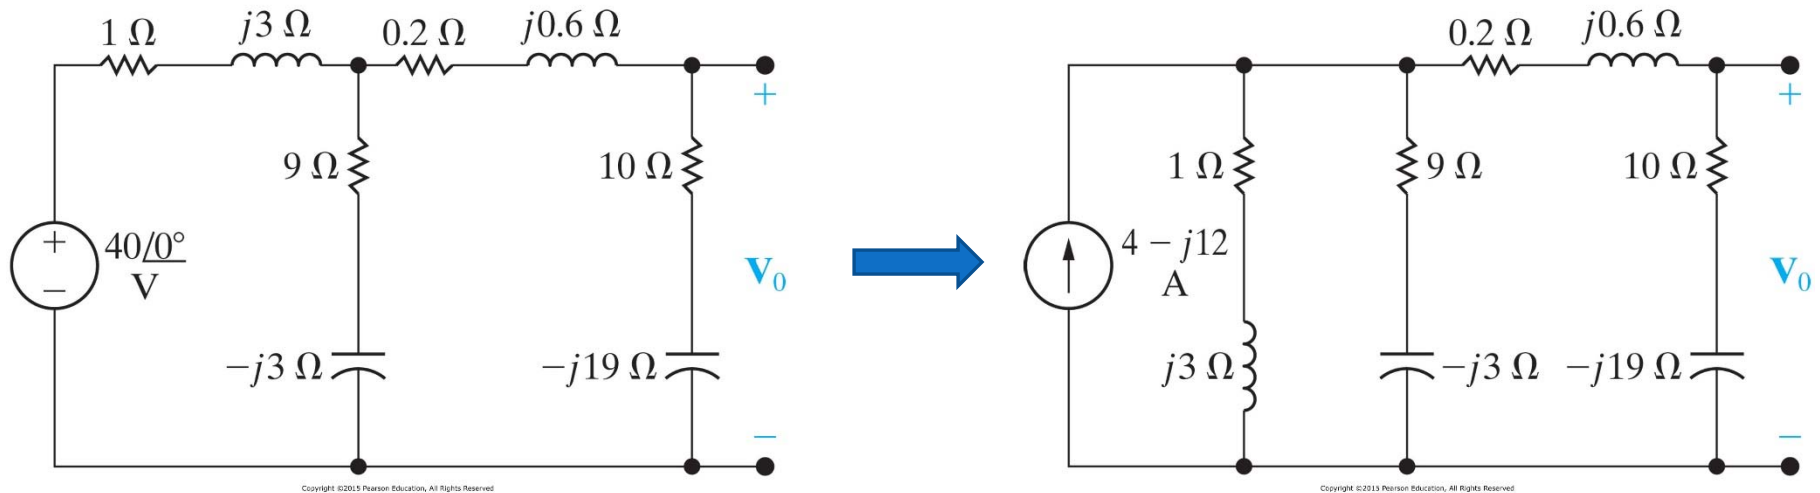 1 Ω
j3 Ω
0.2 Ω
j0.6 Ω
+
9 Ω
10 Ω
+
−
40/0°
V
V₀
−j3 Ω
−j19 Ω
−
Copyright ©2015 Pearson Education, All Rights Reserved
0.2 Ω
j0.6 Ω
+
1 Ω
9 Ω
10 Ω
4 − j12
A
V₀
j3 Ω
−j3 Ω
−j19 Ω
−
Copyright ©2015 Pearson Education, All Rights Reserved